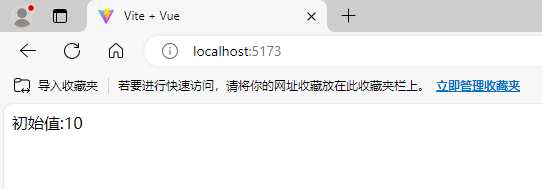 Vite + Vue
localhost:5173
导入收藏夹 若要进行快速访问，请将你的网址收藏放在此收藏夹栏上。 立即管理收藏夹
初始值:10